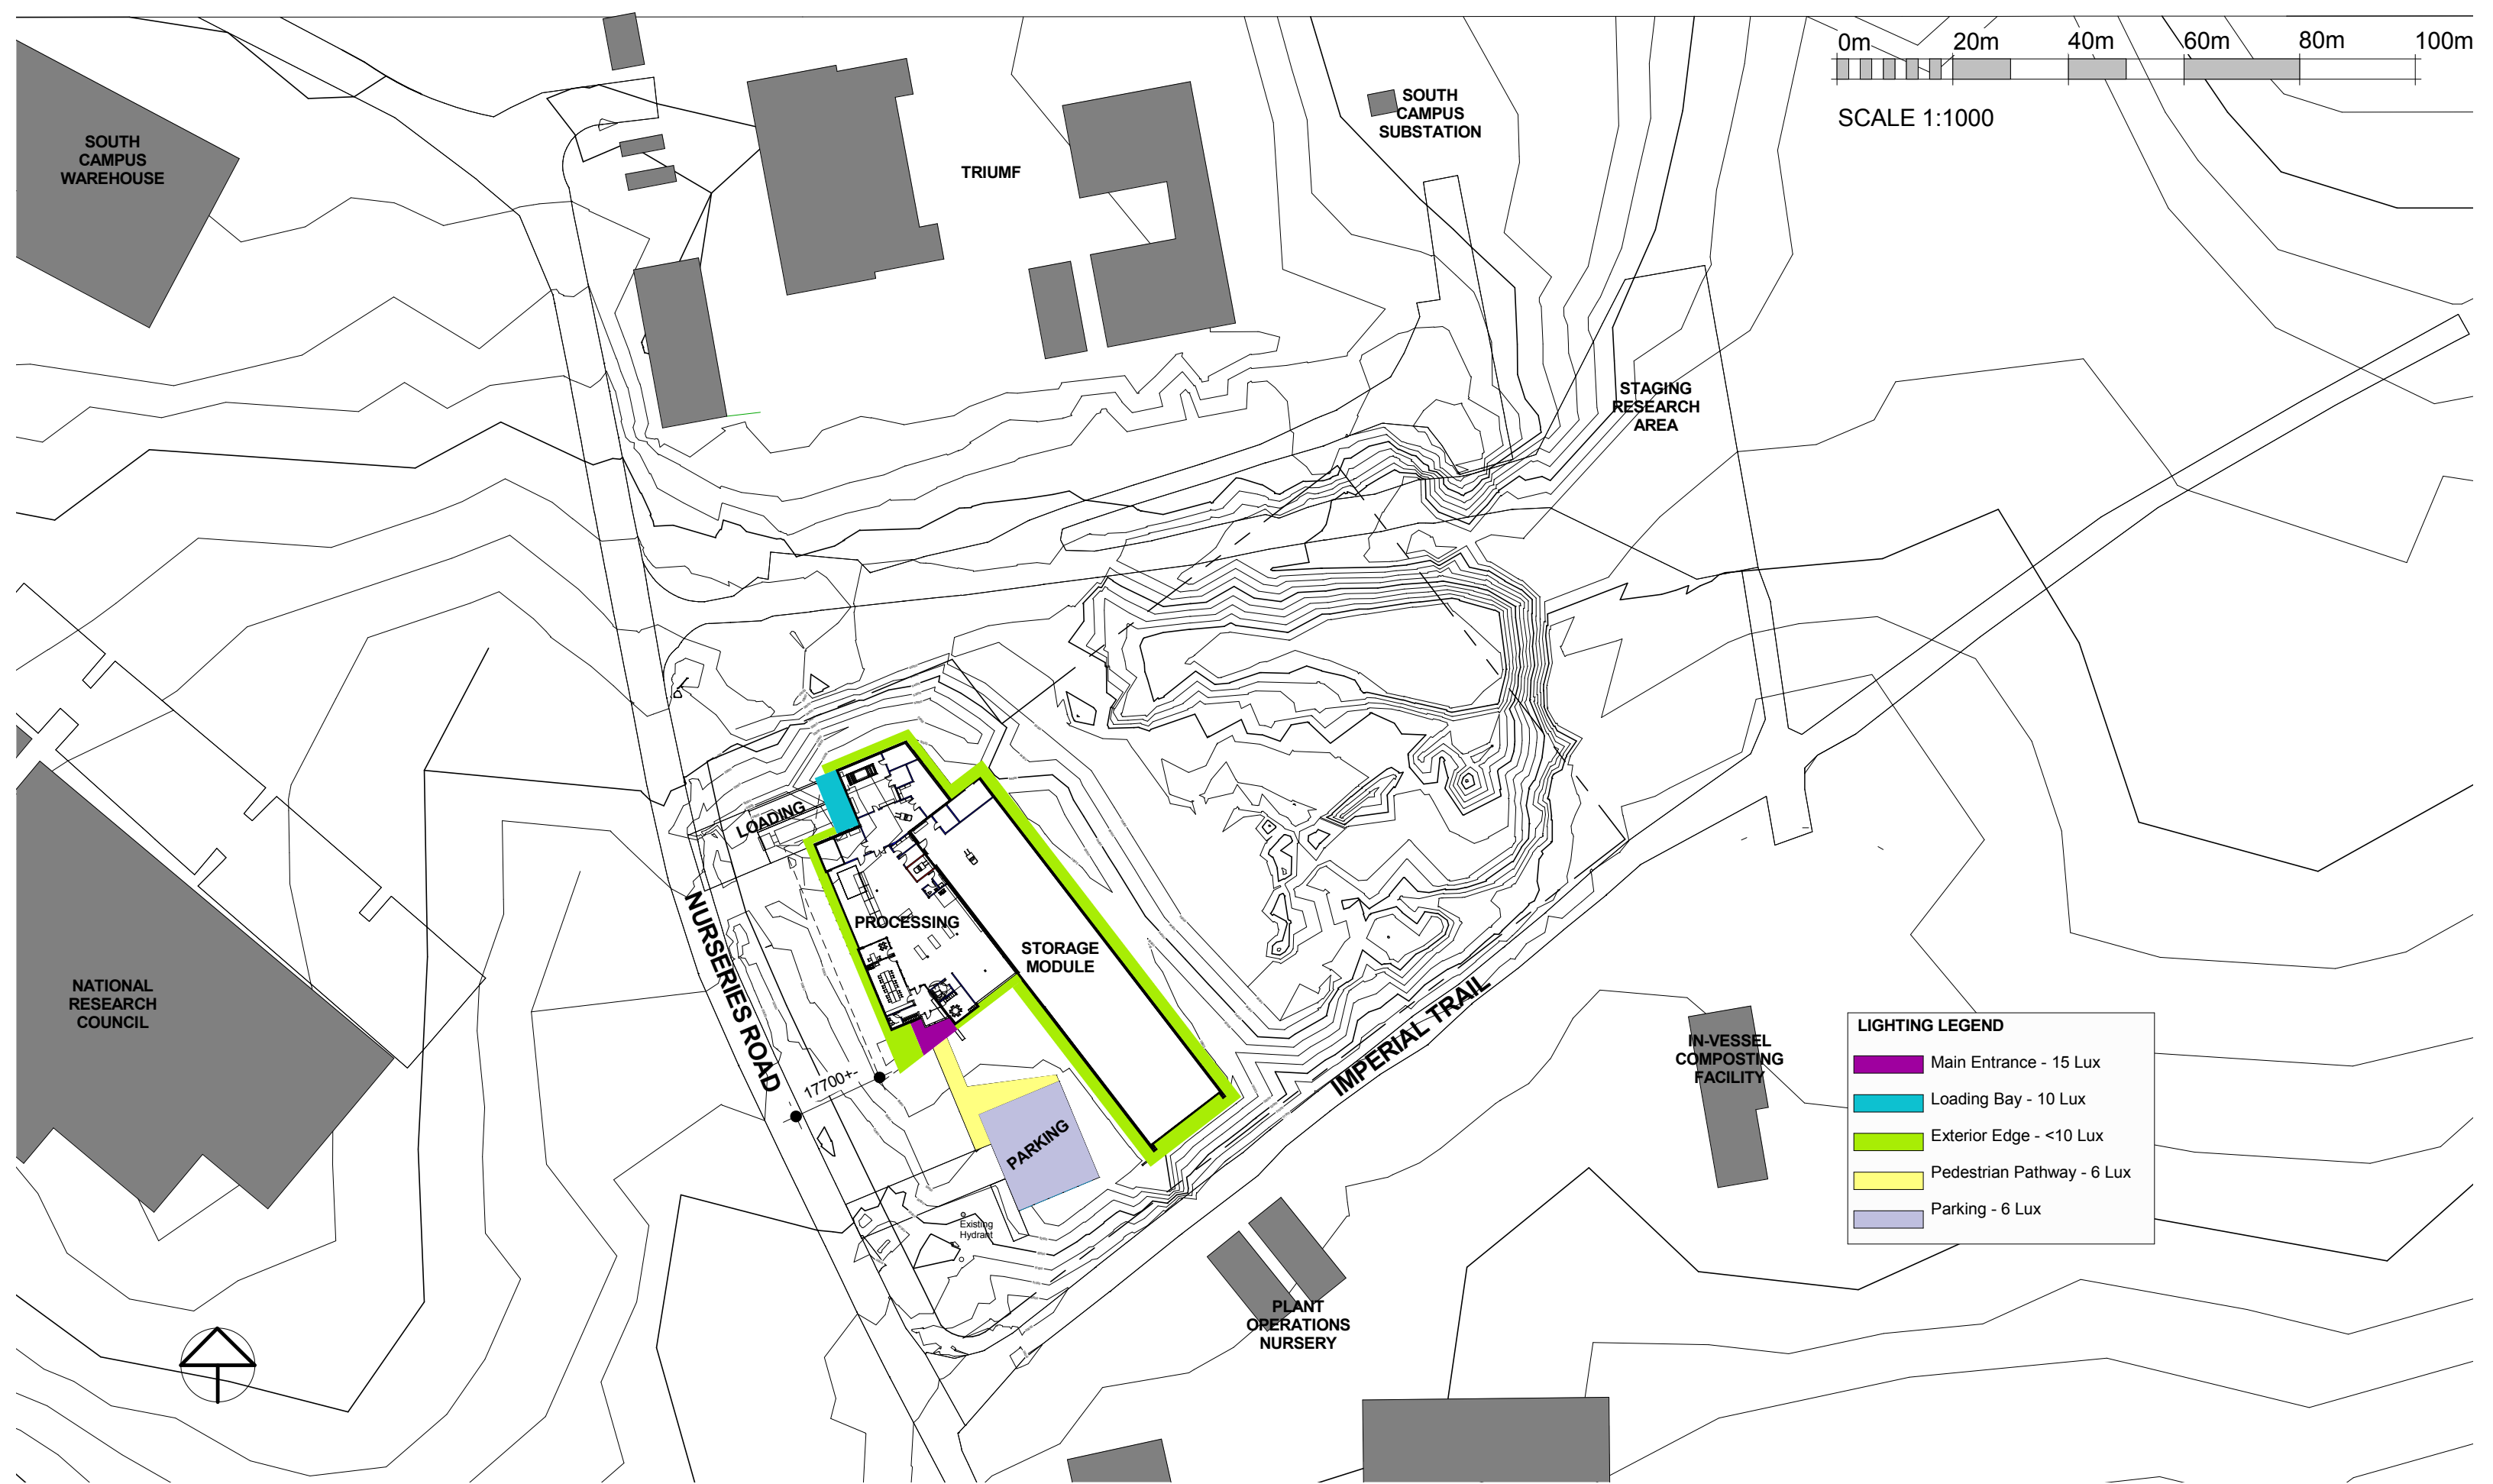 0m 20m 40m 60m 80m 100m
SCALE 1:1000
SOUTH
CAMPUS
WAREHOUSE
TRIUMF
SOUTH
CAMPUS
SUBSTATION
STAGING
RESEARCH
AREA
LOADING
PROCESSING
STORAGE
MODULE
NURSERIES ROAD
17700+-
PARKING
IMPERIAL TRAIL
NATIONAL
RESEARCH
COUNCIL
Existing
Hydrant
IN-VESSEL
COMPOSTING
FACILITY
PLANT
OPERATIONS
NURSERY
LIGHTING LEGEND
Main Entrance - 15 Lux
Loading Bay - 10 Lux
Exterior Edge - <10 Lux
Pedestrian Pathway - 6 Lux
Parking - 6 Lux